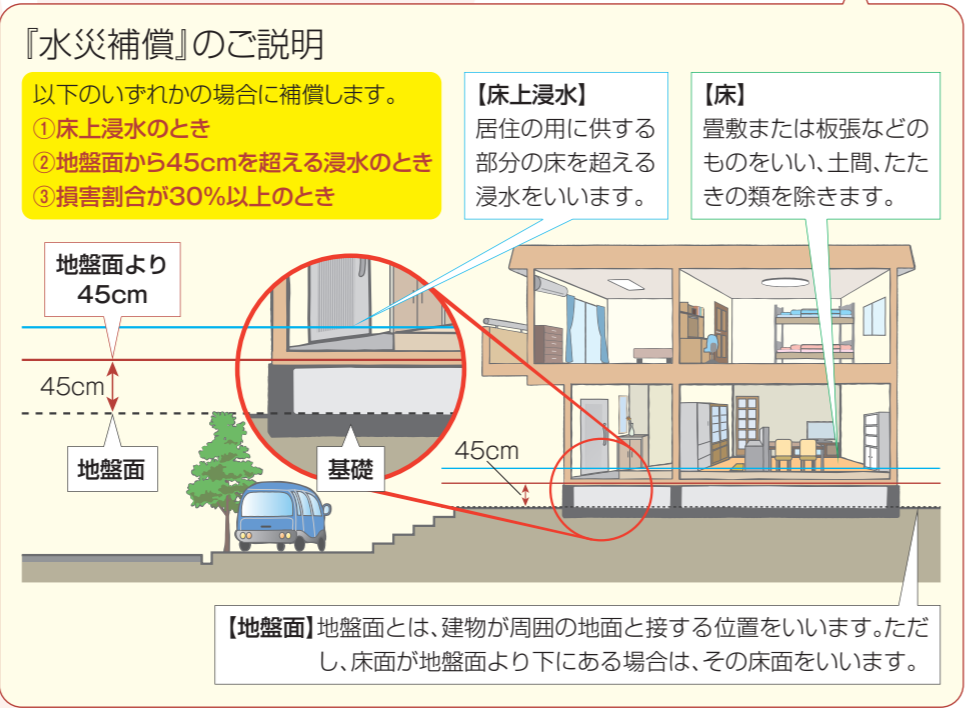 『水災補償』のご説明
以下のいずれかの場合に補償します。
①床上浸水のとき
②地盤面から45cmを超える浸水のとき
③損害割合が30%以上のとき
【床上浸水】
居住の用に供する
部分の床を超える
浸水をいいます。
【床】
畳敷または板張などの
ものをいい、土間、たた
きの類を除きます。
地盤面より
45cm
45cm
地盤面
基礎
45cm
【地盤面】地盤面とは、建物が周囲の地面と接する位置をいいます。ただ
し、床面が地盤面より下にある場合は、その床面をいいます。